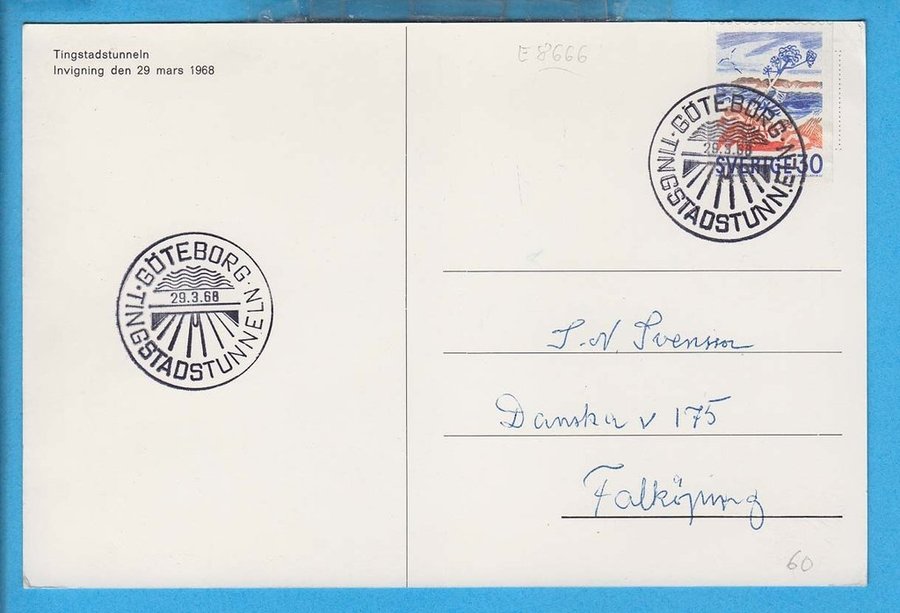 Tingstadstunneln
Invigning den 29 mars 1968
E 8666
SVERIGE 30
· GÖTEBORG ·
29.3.68
TINGSTADSTUNNELN
· GÖTEBORG ·
29.3.68
TINGSTADSTUNNELN
S. N. Svensson
Danska v 175
Falköping
60